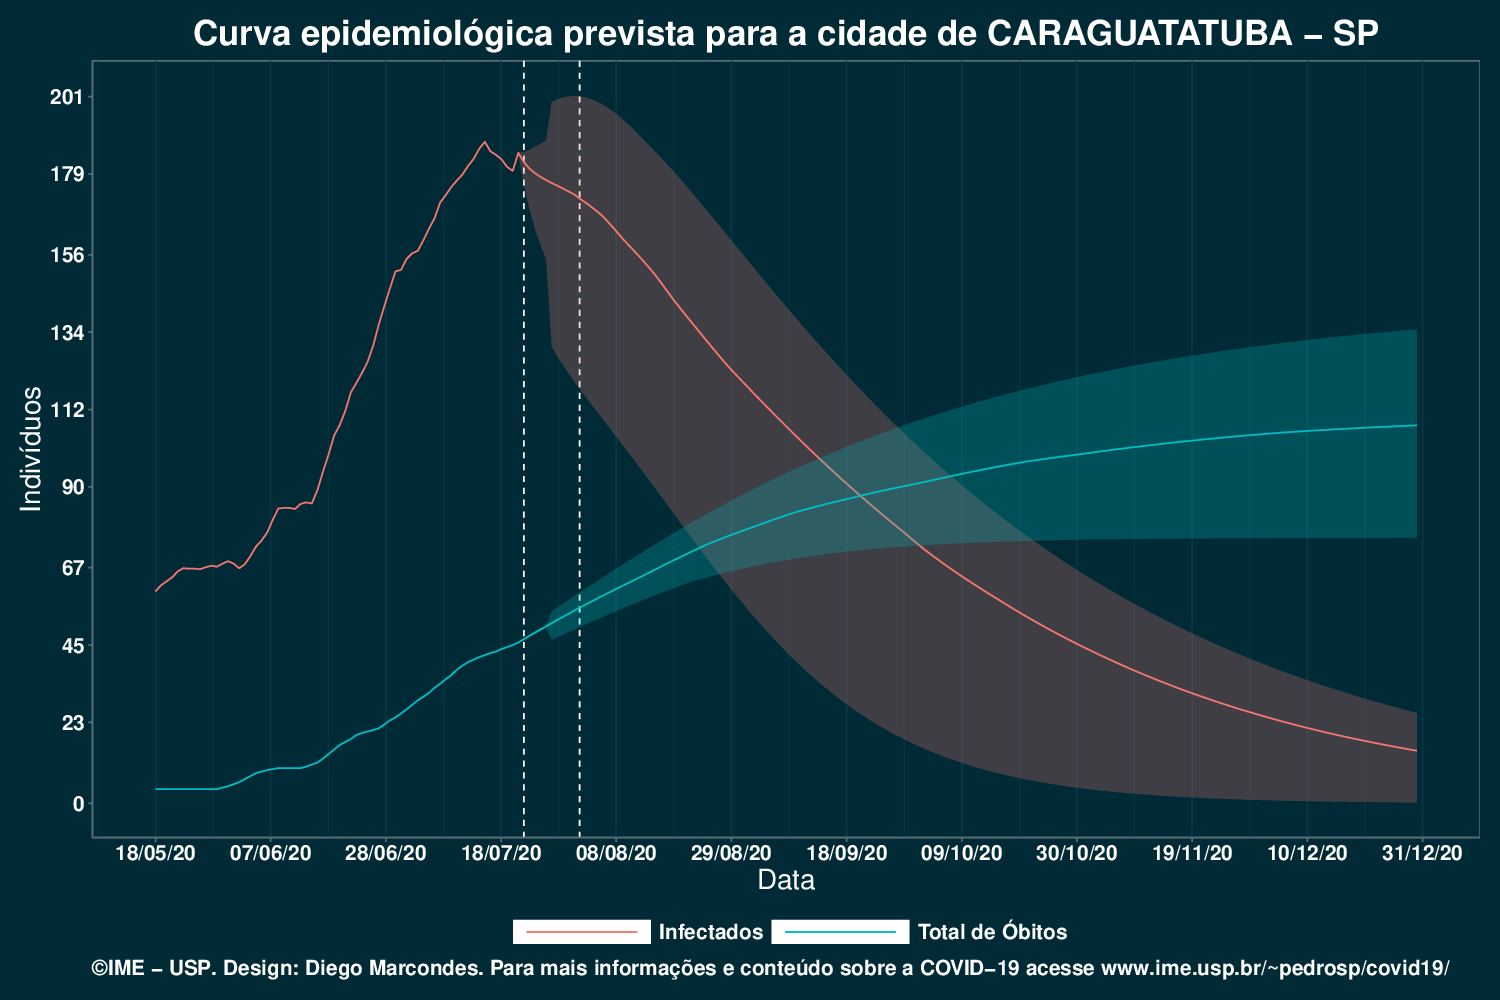 Curva epidemiológica prevista para a cidade de CARAGUATATUBA – SP
201
179
156
134
112
90
67
45
23
0
Indivíduos
18/05/20 07/06/20 28/06/20 18/07/20 08/08/20 29/08/20 18/09/20 09/10/20 30/10/20 19/11/20 10/12/20 31/12/20
Data
Infectados Total de Óbitos
©IME – USP. Design: Diego Marcondes. Para mais informações e conteúdo sobre a COVID–19 acesse www.ime.usp.br/~pedrosp/covid19/